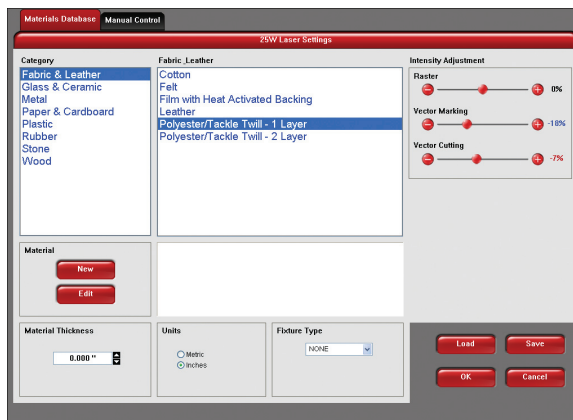 Materials Database
Manual Control
25W Laser Settings
Category
Fabric & Leather
Glass & Ceramic
Metal
Paper & Cardboard
Plastic
Rubber
Stone
Wood
Fabric_Leather
Cotton
Felt
Film with Heat Activated Backing
Leather
Polyester/Tackle Twill - 1 Layer
Polyester/Tackle Twill - 2 Layer
Intensity Adjustment
Raster
0%
Vector Marking
-18%
Vector Cutting
-7%
Material
New
Edit
Material Thickness
0.000 "
Units
Metric
Inches
Fixture Type
NONE
Load
Save
OK
Cancel